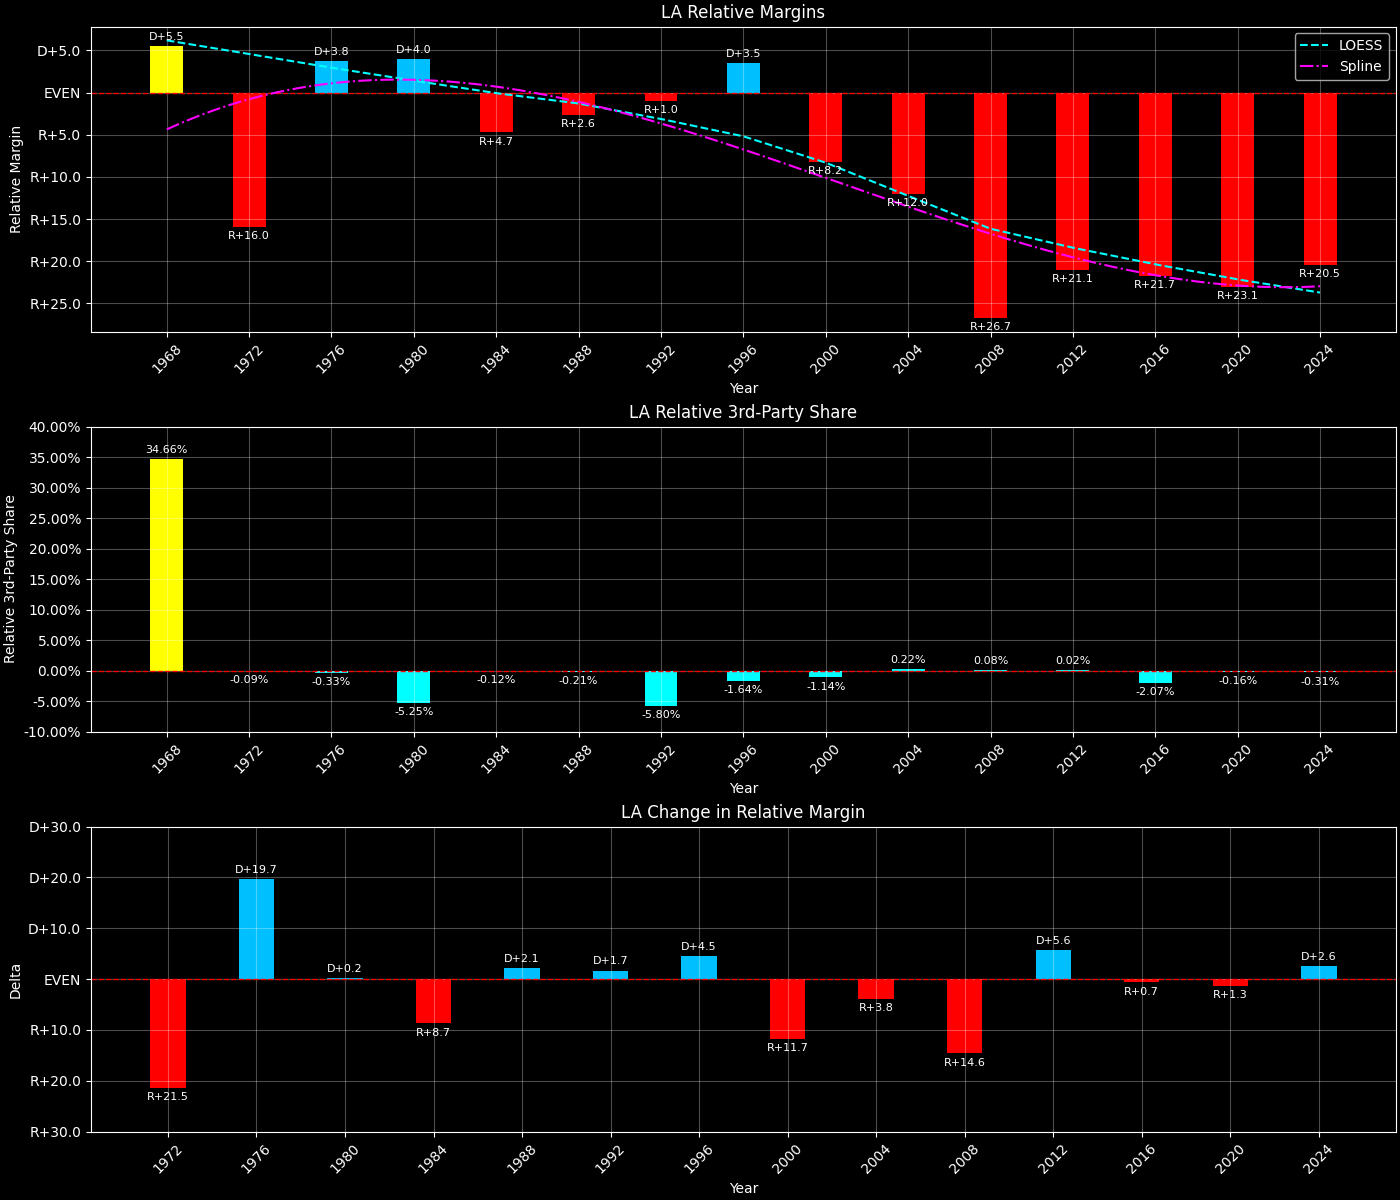 LA Relative Margins
Relative Margin
D+5.0
EVEN
R+5.0
R+10.0
R+15.0
R+20.0
R+25.0
D+5.5
R+16.0
D+3.8
D+4.0
R+4.7
R+2.6
R+1.0
D+3.5
R+8.2
R+12.0
R+26.7
R+21.1
R+21.7
R+23.1
R+20.5
LOESS
Spline
1968
1972
1976
1980
1984
1988
1992
1996
2000
2004
2008
2012
2016
2020
2024
Year
LA Relative 3rd-Party Share
Relative 3rd-Party Share
40.00%
35.00%
30.00%
25.00%
20.00%
15.00%
10.00%
5.00%
0.00%
-5.00%
-10.00%
34.66%
-0.09%
-0.33%
-5.25%
-0.12%
-0.21%
-5.80%
-1.64%
-1.14%
0.22%
0.08%
0.02%
-2.07%
-0.16%
-0.31%
1968
1972
1976
1980
1984
1988
1992
1996
2000
2004
2008
2012
2016
2020
2024
Year
LA Change in Relative Margin
Delta
D+30.0
D+20.0
D+10.0
EVEN
R+10.0
R+20.0
R+30.0
R+21.5
D+19.7
D+0.2
R+8.7
D+2.1
D+1.7
D+4.5
R+11.7
R+3.8
R+14.6
D+5.6
R+0.7
R+1.3
D+2.6
1972
1976
1980
1984
1988
1992
1996
2000
2004
2008
2012
2016
2020
2024
Year